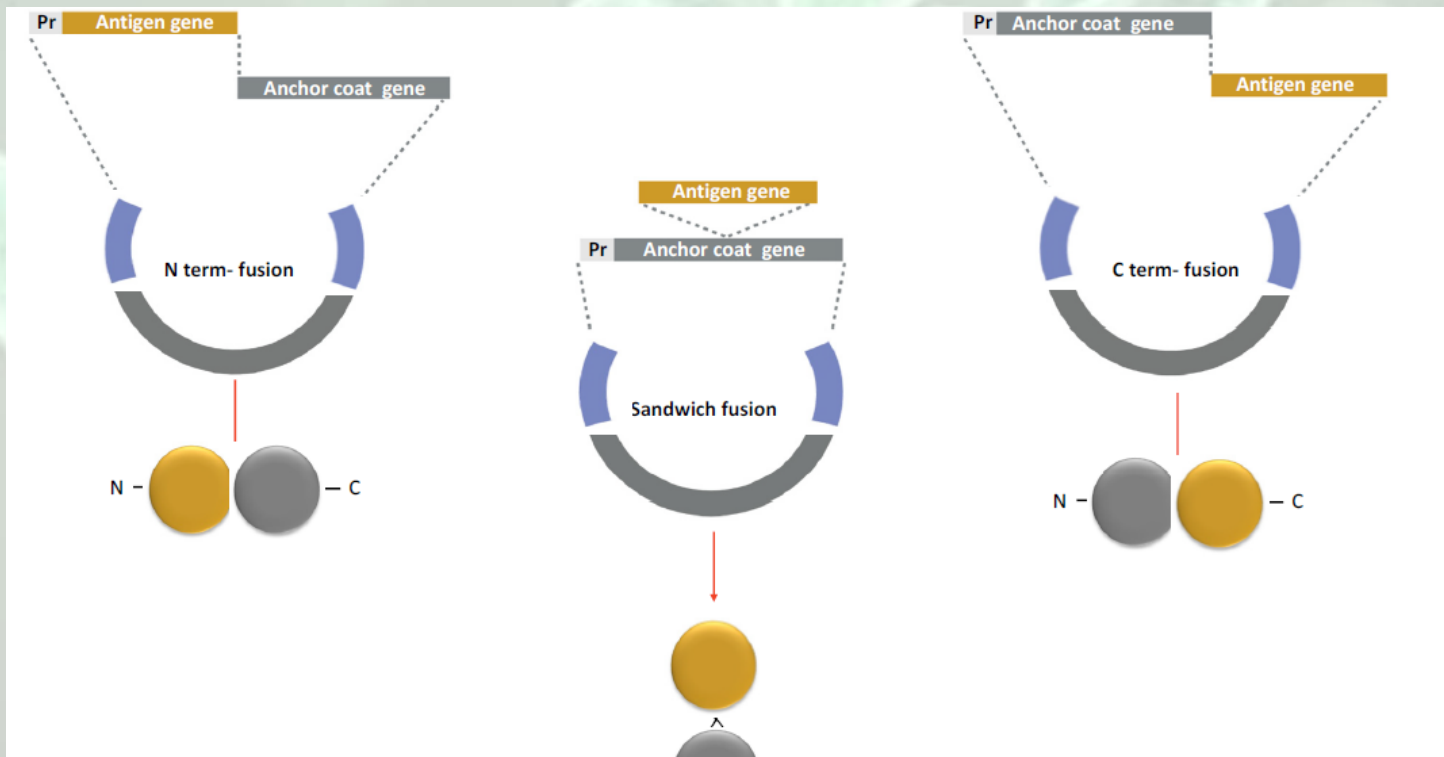 Pr Antigen gene
Anchor coat gene
N term- fusion
N - - C
Antigen gene
Pr Anchor coat gene
Sandwich fusion
Pr Anchor coat gene
Antigen gene
C term- fusion
N - - C